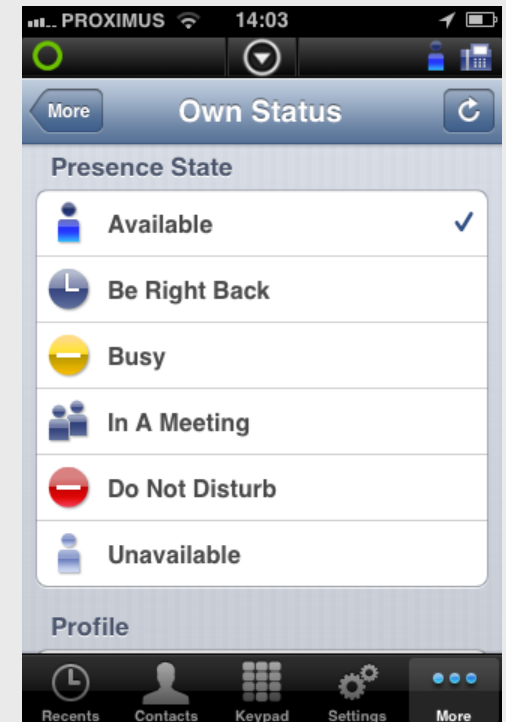 PROXIMUS 14:03
More Own Status
Presence State
Available
Be Right Back
Busy
In A Meeting
Do Not Disturb
Unavailable
Profile
Recents Contacts Keypad Settings More